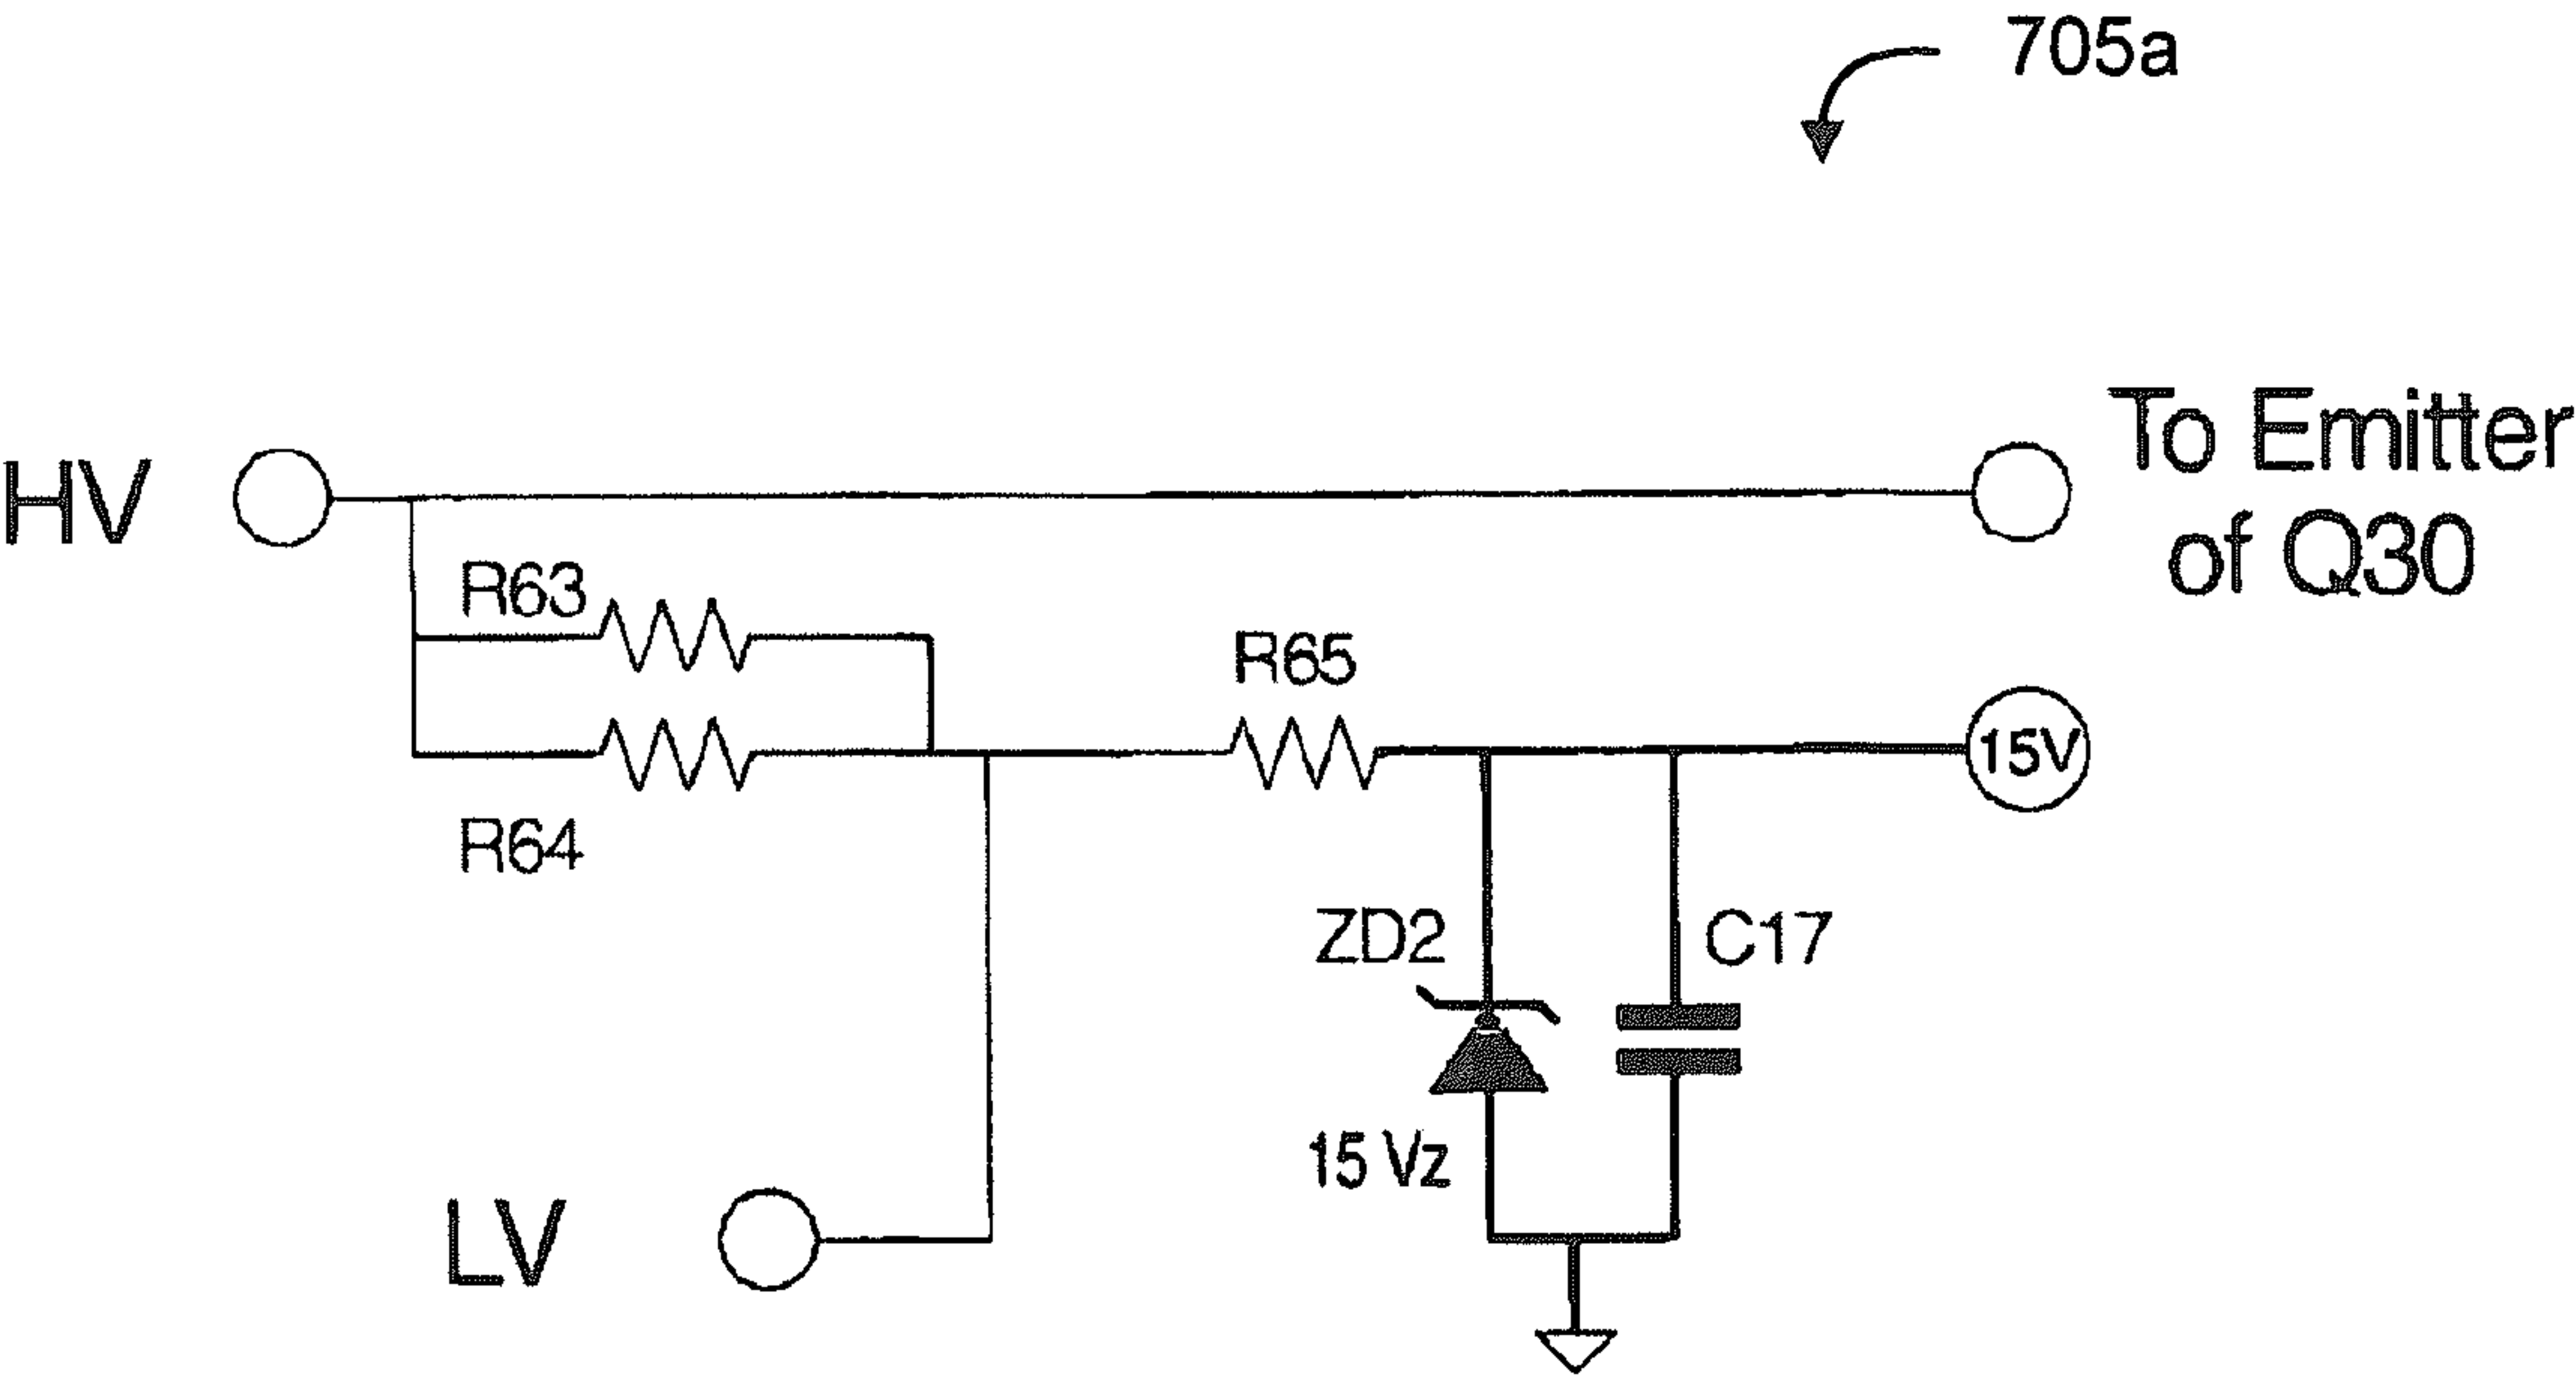 705a
HV
To Emitter
of Q30
R63
R65
15V
R64
ZD2
C17
15 Vz
LV